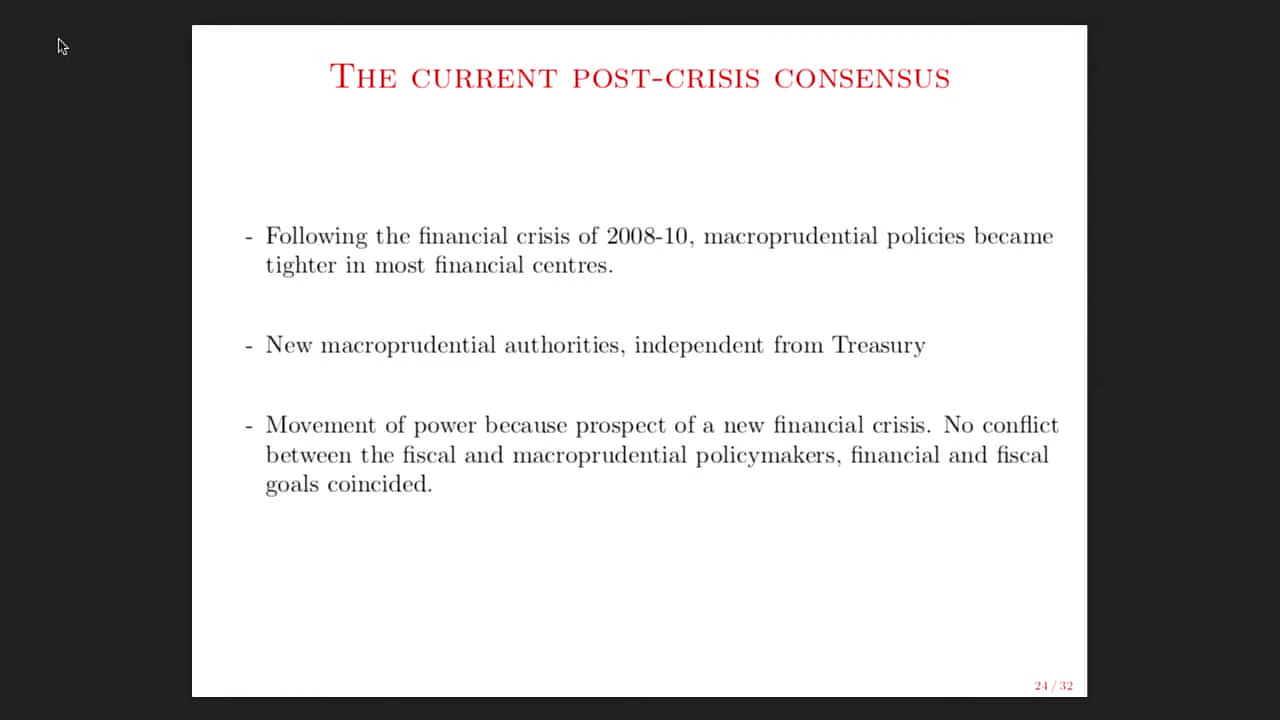 The current post-crisis consensus
- Following the financial crisis of 2008-10, macroprudential policies became
tighter in most financial centres.
- New macroprudential authorities, independent from Treasury
- Movement of power because prospect of a new financial crisis. No conflict
between the fiscal and macroprudential policymakers, financial and fiscal
goals coincided.
24 / 32